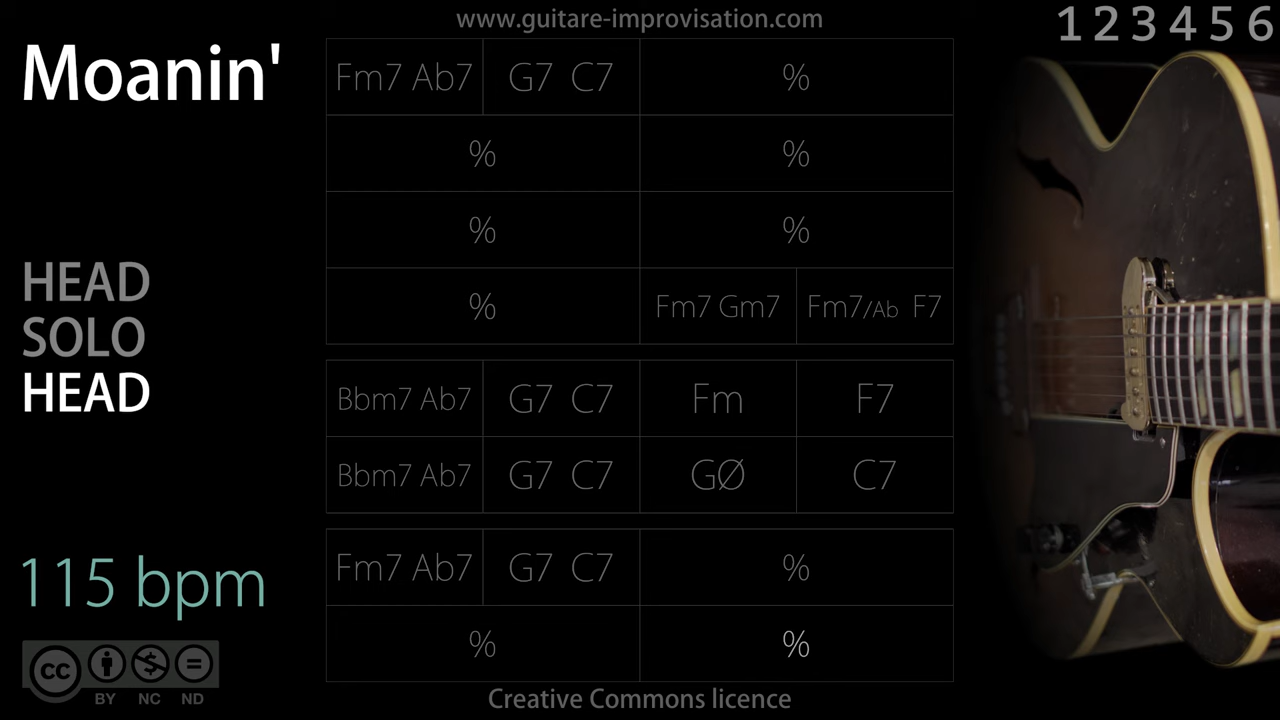 www.guitare-improvisation.com
1 2 3 4 5 6
Moanin'
Fm7 Ab7 G7 C7 %
% %
% %
% Fm7 Gm7 Fm7/Ab F7
HEAD
SOLO
HEAD
Bbm7 Ab7 G7 C7 Fm F7
Bbm7 Ab7 G7 C7 GØ C7
Fm7 Ab7 G7 C7 %
% %
115 bpm
cc
BY NC ND
Creative Commons licence